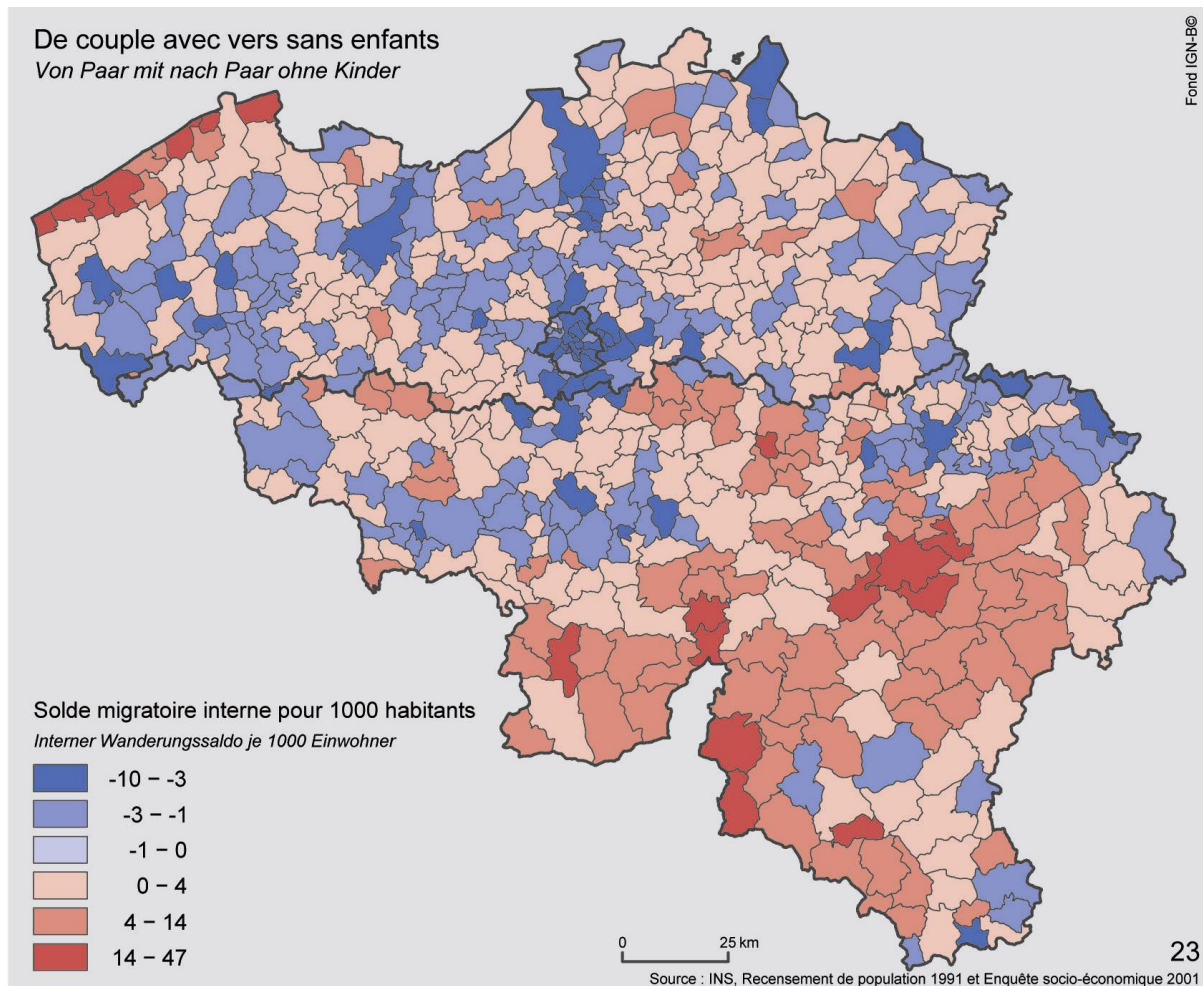 De couple avec vers sans enfants
Von Paar mit nach Paar ohne Kinder
Fond IGN-B©
Solde migratoire interne pour 1000 habitants
Interner Wanderungssaldo je 1000 Einwohner
-10 – -3
-3 – -1
-1 – 0
0 – 4
4 – 14
14 – 47
0 25 km
23
Source : INS, Recensement de population 1991 et Enquête socio-économique 2001